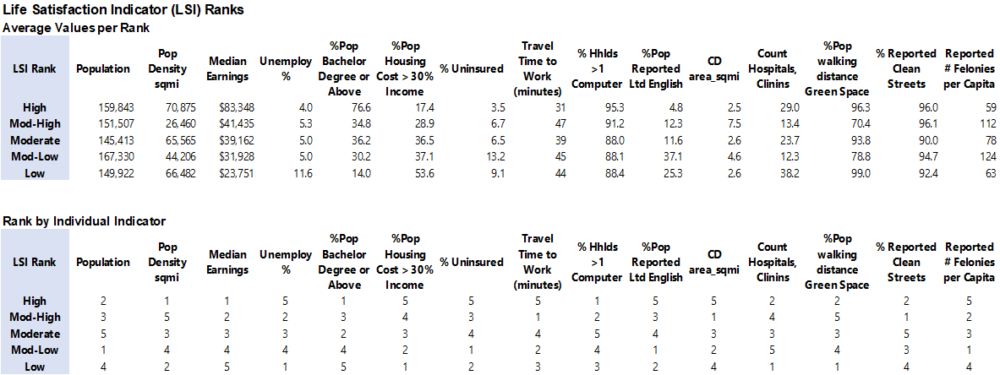 Life Satisfaction Indicator (LSI) Ranks
Average Values per Rank
LSI Rank Population Pop Density sqmi Median Earnings Unemploy % %Pop Bachelor Degree or Above %Pop Housing Cost > 30% Income % Uninsured Travel Time to Work (minutes) % Hhlds >1 Computer %Pop Reported Ltd English CD area_sqmi Count Hospitals, Clinins %Pop walking distance Green Space % Reported Clean Streets Reported # Felonies per Capita
High 159,843 70,875 $83,348 4.0 76.6 17.4 3.5 31 95.3 4.8 2.5 29.0 96.3 96.0 59
Mod-High 151,507 26,460 $41,435 5.3 34.8 28.9 6.7 47 91.2 12.3 7.5 13.4 70.4 96.1 112
Moderate 145,413 65,565 $39,162 5.0 36.2 36.5 6.5 39 88.0 11.6 2.6 23.7 93.8 90.0 78
Mod-Low 167,330 44,206 $31,928 5.0 30.2 37.1 13.2 45 88.1 37.1 4.6 12.3 78.8 94.7 124
Low 149,922 66,482 $23,751 11.6 14.0 53.6 9.1 44 88.4 25.3 2.6 38.2 99.0 92.4 63
Rank by Individual Indicator
LSI Rank Population Pop Density sqmi Median Earnings Unemploy % %Pop Bachelor Degree or Above %Pop Housing Cost > 30% Income % Uninsured Travel Time to Work (minutes) % Hhlds >1 Computer %Pop Reported Ltd English CD area_sqmi Count Hospitals, Clinins %Pop walking distance Green Space % Reported Clean Streets Reported # Felonies per Capita
High 2 1 1 5 1 5 5 5 1 5 5 2 2 2 5
Mod-High 3 5 2 2 3 4 3 1 2 3 1 4 5 1 2
Moderate 5 3 3 3 2 3 4 4 5 4 3 3 3 5 3
Mod-Low 1 4 4 4 4 2 1 2 4 1 2 5 4 3 1
Low 4 2 5 1 5 1 2 3 3 2 4 1 1 4 4